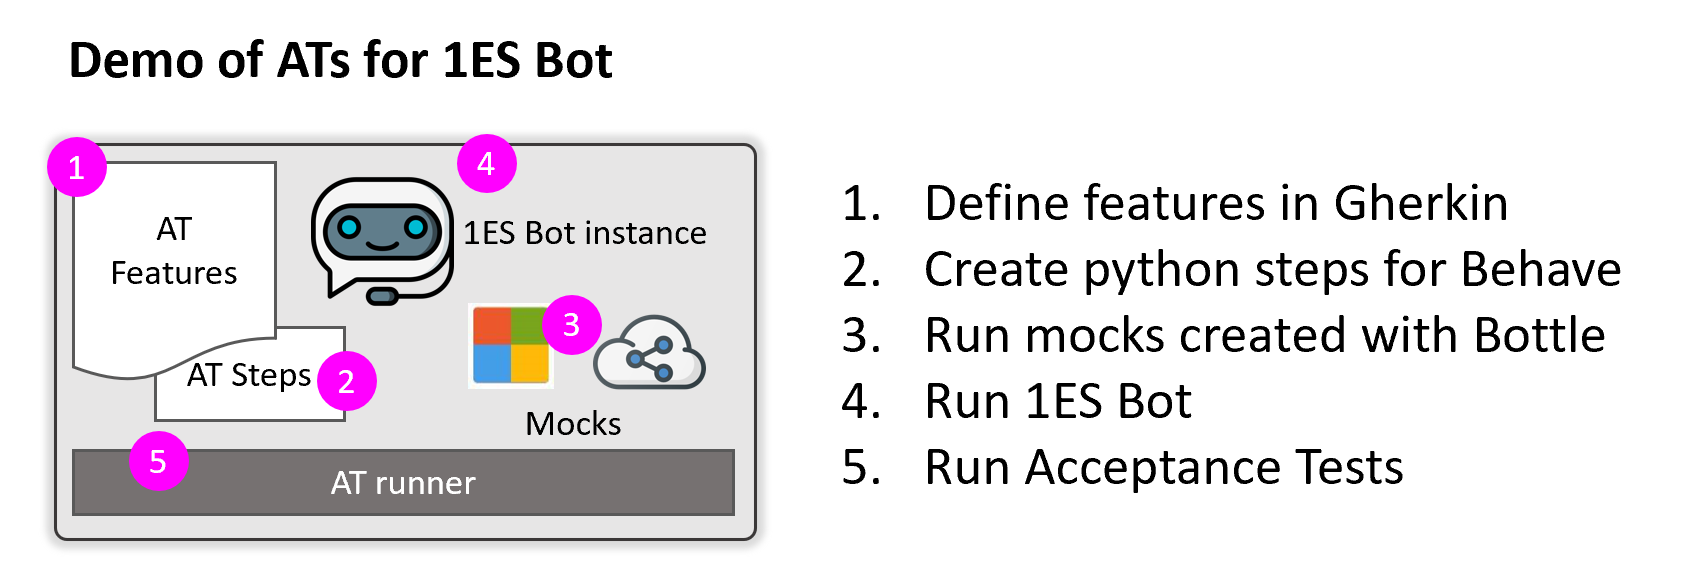 Demo of ATs for 1ES Bot
1
AT
Features
AT Steps
2
4
1ES Bot instance
3
Mocks
5
AT runner
1. Define features in Gherkin
2. Create python steps for Behave
3. Run mocks created with Bottle
4. Run 1ES Bot
5. Run Acceptance Tests